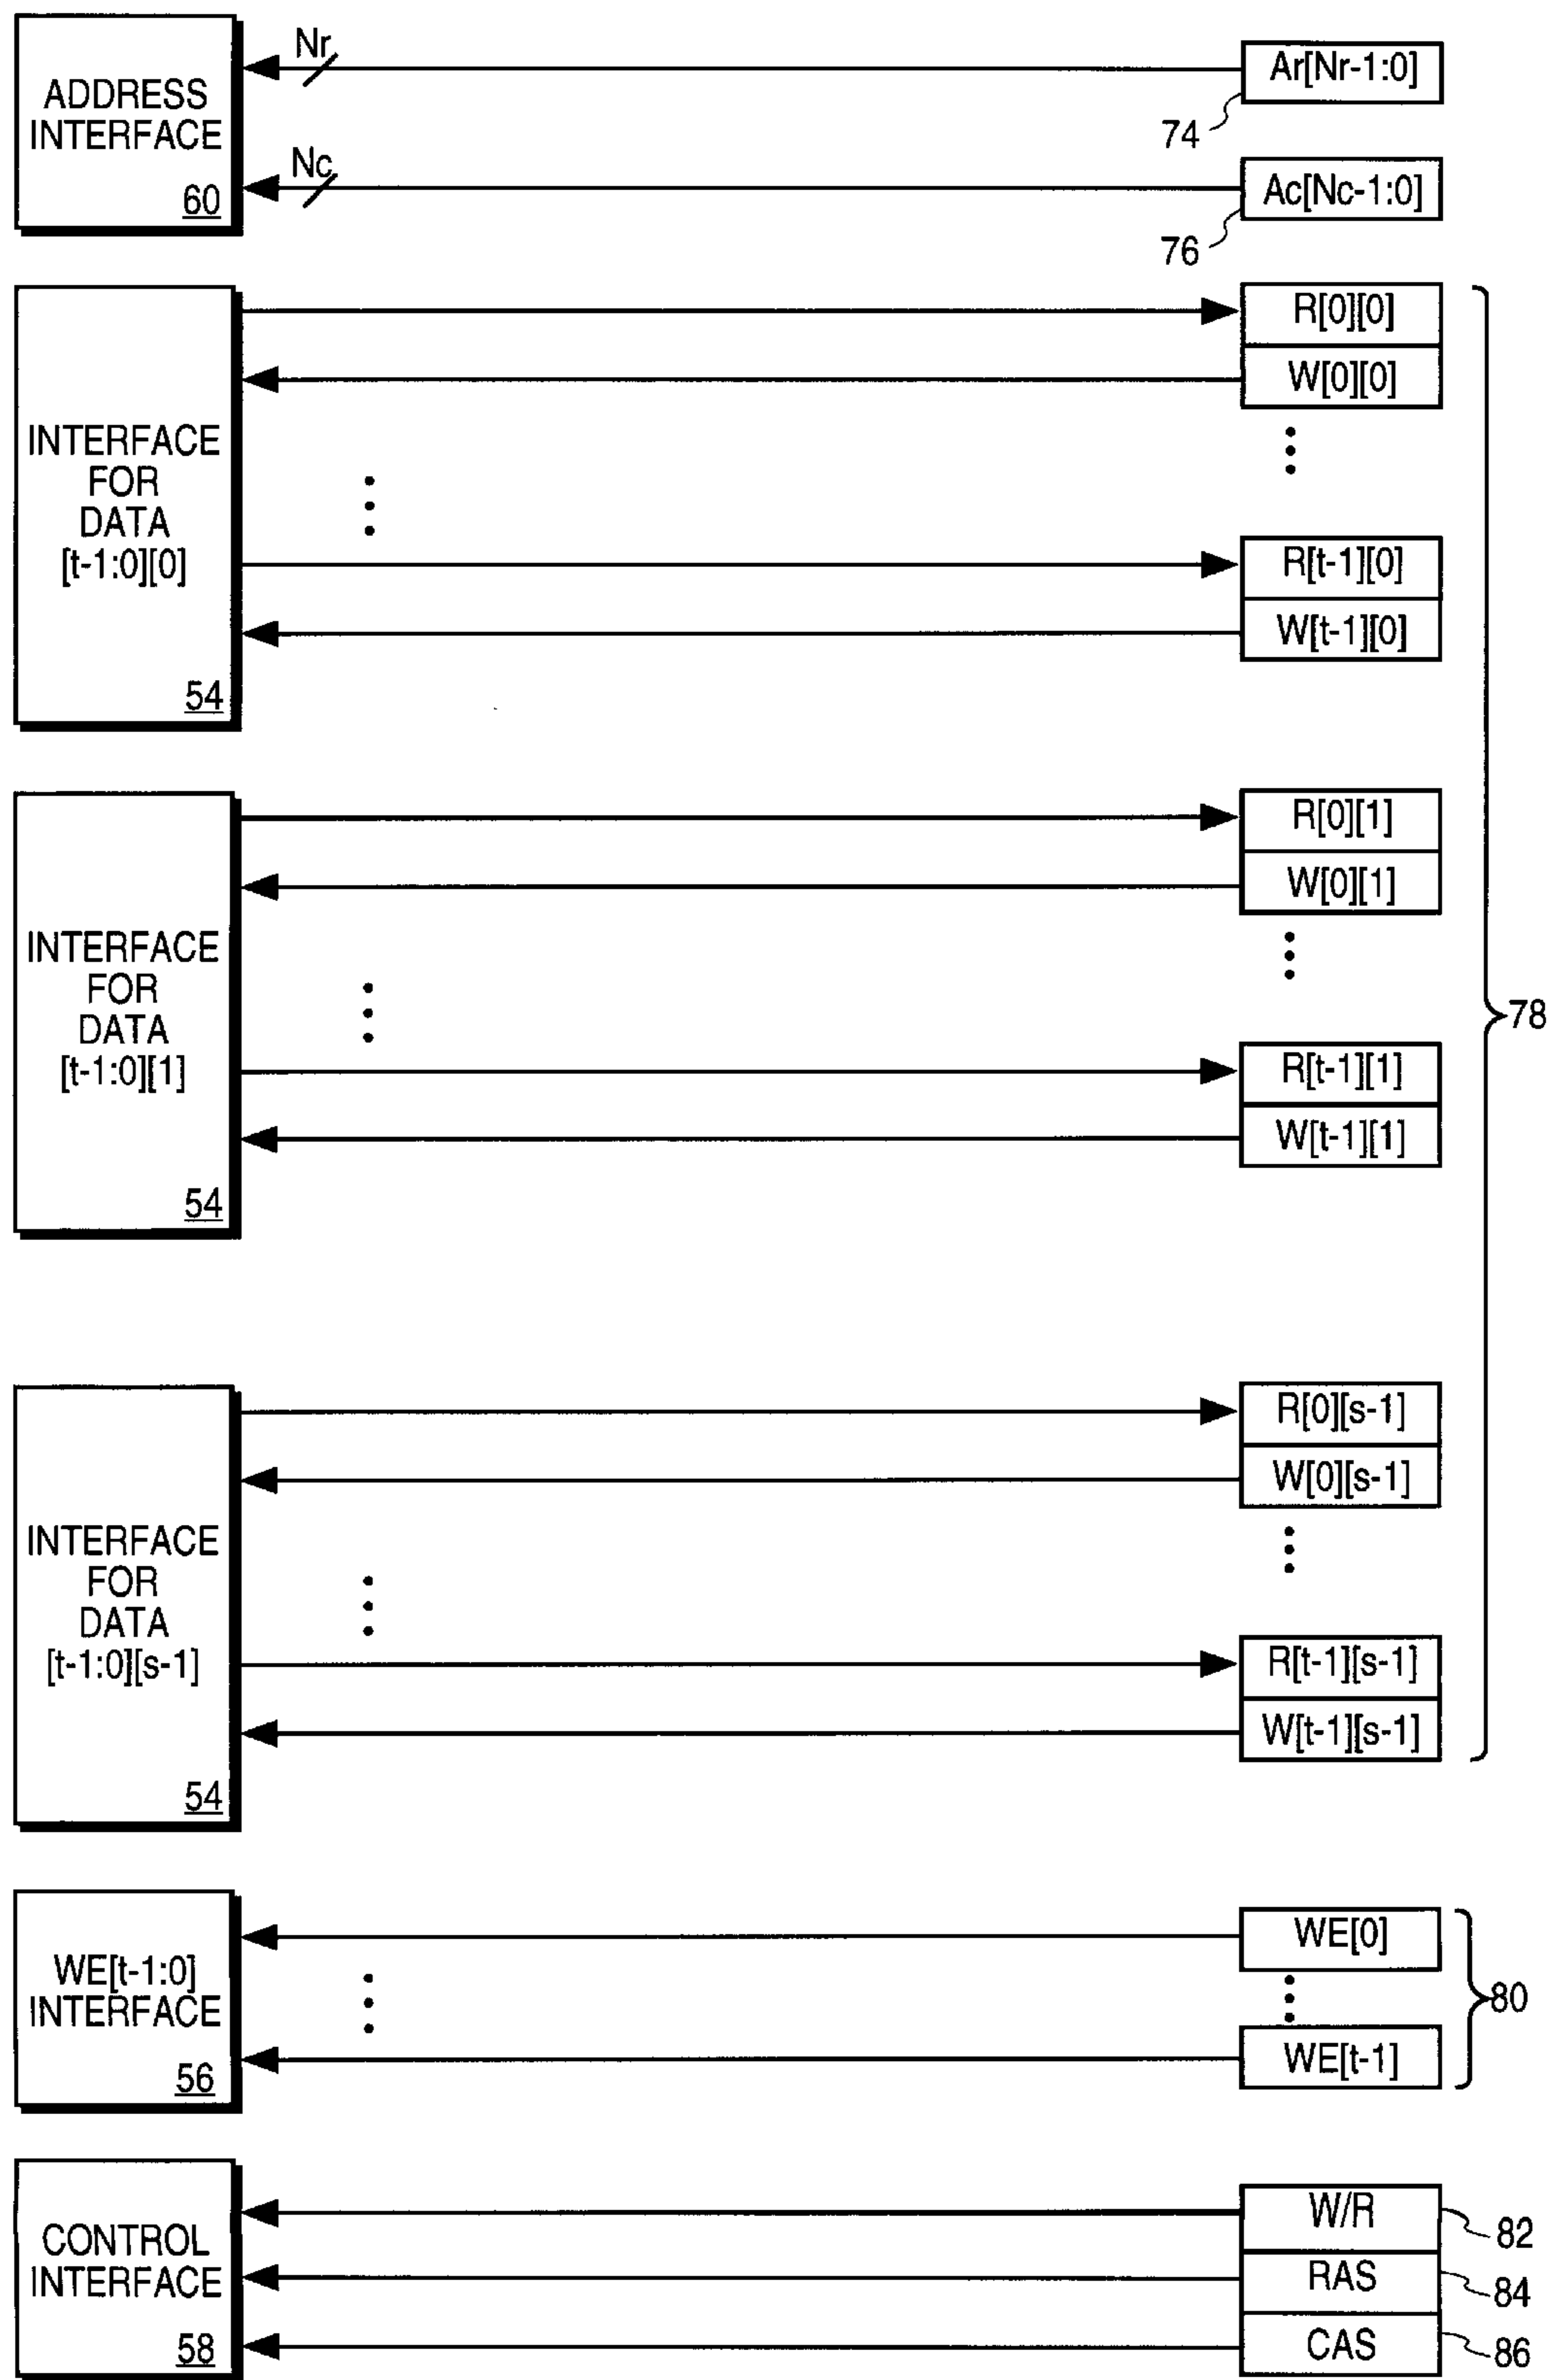 ADDRESS
INTERFACE
60
Nr
Nc
Ar[Nr-1:0]
74
Ac[Nc-1:0]
76
INTERFACE
FOR
DATA
[t-1:0][0]
54
R[0][0]
W[0][0]
R[t-1][0]
W[t-1][0]
INTERFACE
FOR
DATA
[t-1:0][1]
54
R[0][1]
W[0][1]
R[t-1][1]
W[t-1][1]
78
INTERFACE
FOR
DATA
[t-1:0][s-1]
54
R[0][s-1]
W[0][s-1]
R[t-1][s-1]
W[t-1][s-1]
WE[t-1:0]
INTERFACE
56
WE[0]
WE[t-1]
80
CONTROL
INTERFACE
58
W/R
82
RAS
84
CAS
86